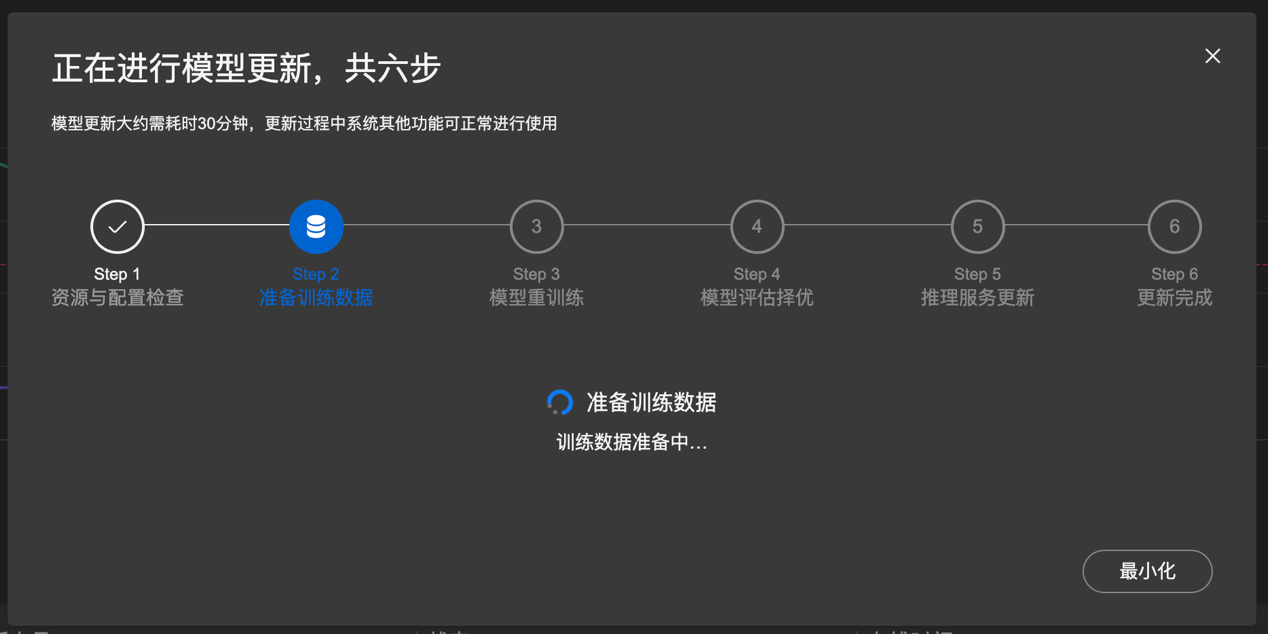 正在进行模型更新，共六步
模型更新大约需耗时30分钟，更新过程中系统其他功能可正常进行使用
3
4
5
6
Step 1
Step 2
Step 3
Step 4
Step 5
Step 6
资源与配置检查
准备训练数据
模型重训练
模型评估择优
推理服务更新
更新完成
准备训练数据
训练数据准备中...
最小化